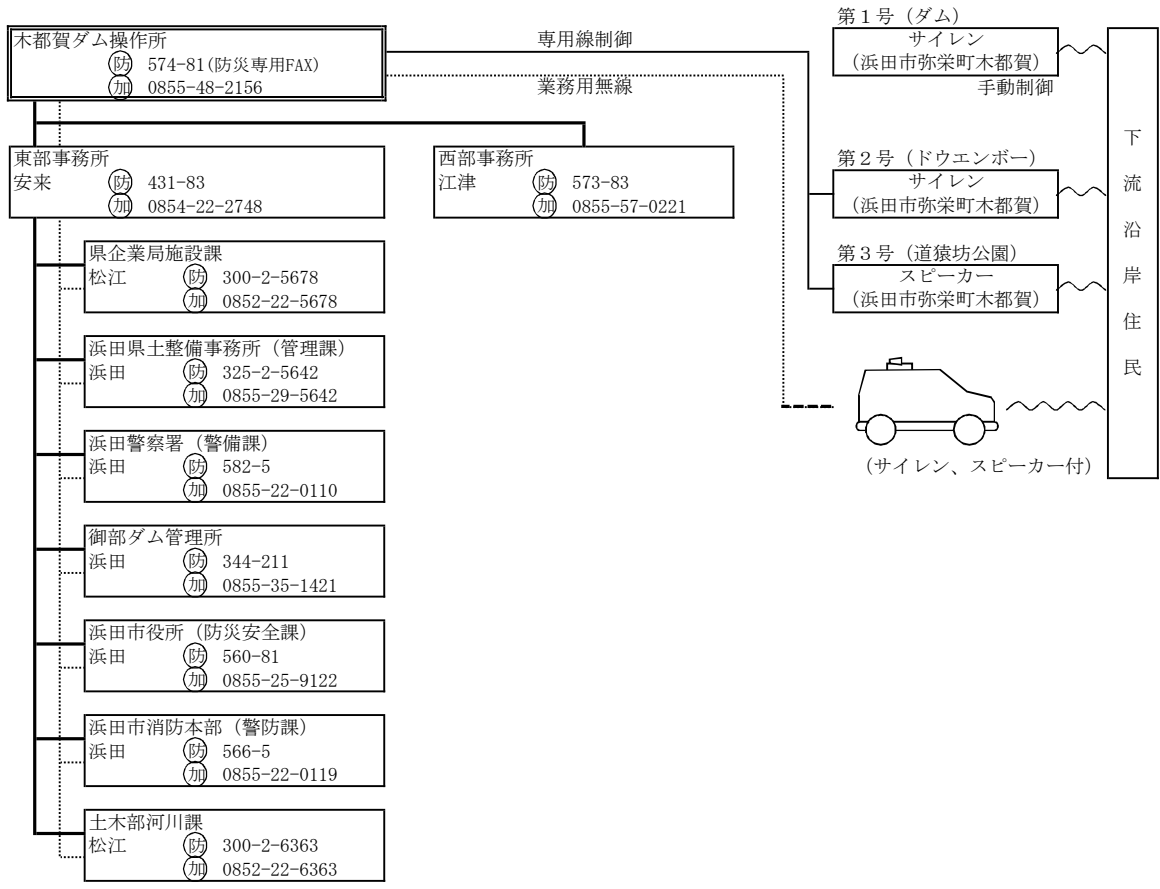 木都賀ダム操作所
防 574-81(防災専用FAX)
加 0855-48-2156
専用線制御
業務用無線
東部事務所
安来 防 431-83
加 0854-22-2748
西部事務所
江津 防 573-83
加 0855-57-0221
県企業局施設課
松江 防 300-2-5678
加 0852-22-5678
浜田県土整備事務所（管理課）
浜田 防 325-2-5642
加 0855-29-5642
浜田警察署（警備課）
浜田 防 582-5
加 0855-22-0110
御部ダム管理所
浜田 防 344-211
加 0855-35-1421
浜田市役所（防災安全課）
浜田 防 560-81
加 0855-25-9122
浜田市消防本部（警防課）
浜田 防 566-5
加 0855-22-0119
土木部河川課
松江 防 300-2-6363
加 0852-22-6363
第１号（ダム）
サイレン
（浜田市弥栄町木都賀）
手動制御
第２号（ドウエンボー）
サイレン
（浜田市弥栄町木都賀）
第３号（道猿坊公園）
スピーカー
（浜田市弥栄町木都賀）
（サイレン、スピーカー付）
下流沿岸住民